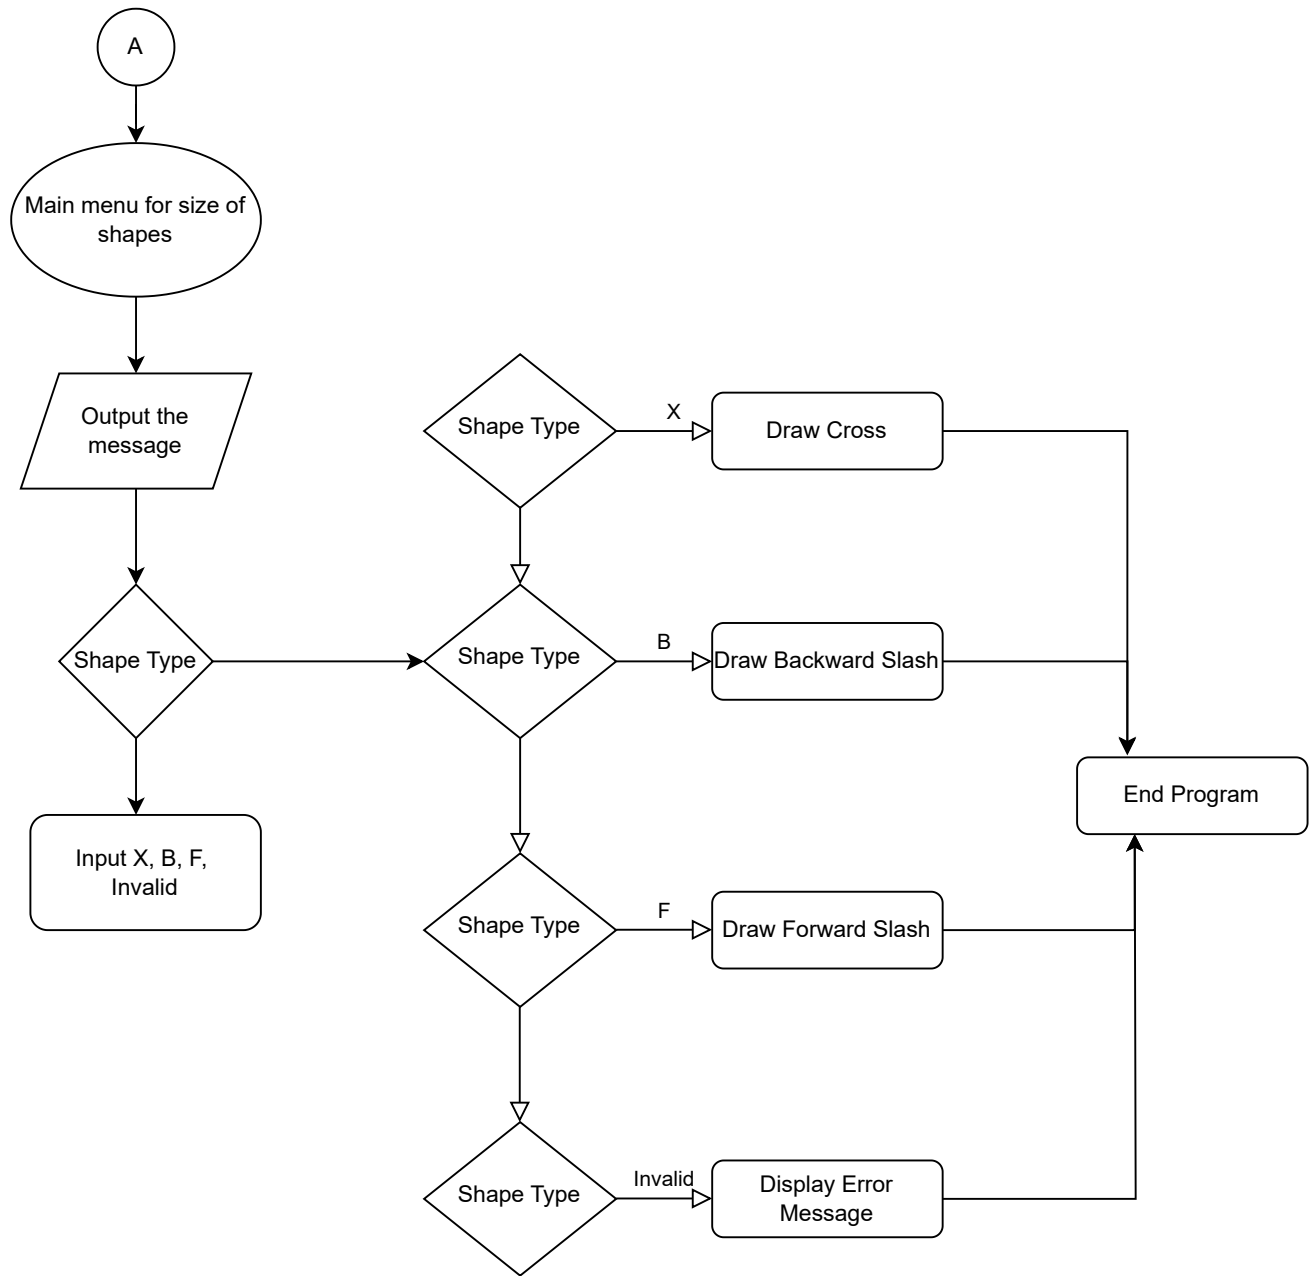 A
Main menu for size of
shapes
Output the
message
Shape Type
Input X, B, F,
Invalid
Shape Type
X
Draw Cross
Shape Type
B
Draw Backward Slash
Shape Type
F
Draw Forward Slash
Shape Type
Invalid
Display Error
Message
End Program